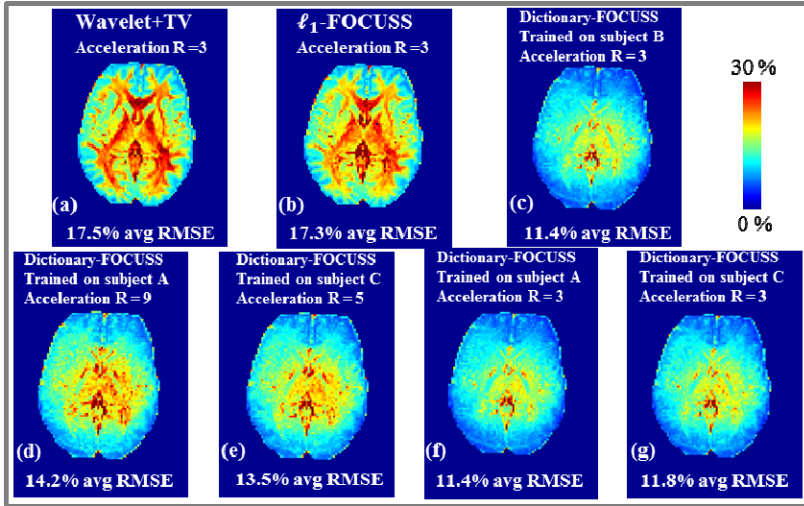 Wavelet+TV
Acceleration R=3
(a)
17.5% avg RMSE
ℓ1-FOCUSS
Acceleration R=3
(b)
17.3% avg RMSE
Dictionary-FOCUSS
Trained on subject B
Acceleration R=3
(c)
11.4% avg RMSE
30 %
0 %
Dictionary-FOCUSS
Trained on subject A
Acceleration R=9
(d)
14.2% avg RMSE
Dictionary-FOCUSS
Trained on subject C
Acceleration R=5
(e)
13.5% avg RMSE
Dictionary-FOCUSS
Trained on subject A
Acceleration R=3
(f)
11.4% avg RMSE
Dictionary-FOCUSS
Trained on subject C
Acceleration R=3
(g)
11.8% avg RMSE